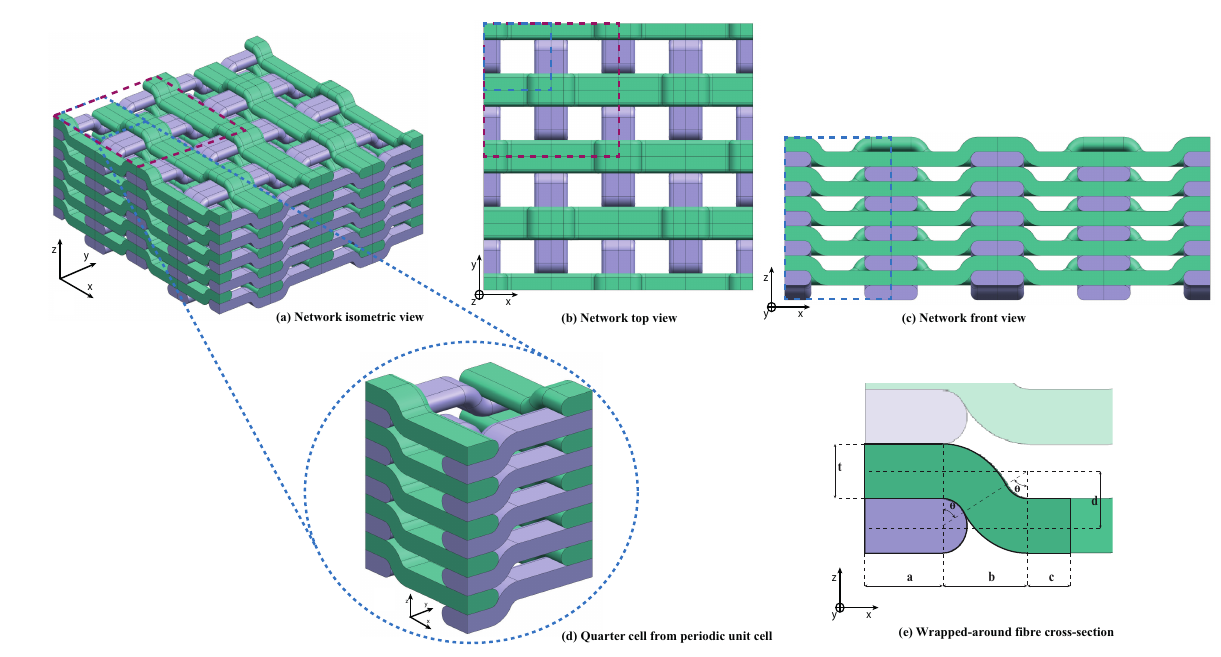 z
y
x
(a) Network isometric view
y
z
x
(b) Network top view
z
y
x
(c) Network front view
z
y
x
(d) Quarter cell from periodic unit cell
t
θ
θ
d
a
b
c
z
y
x
(e) Wrapped-around fibre cross-section